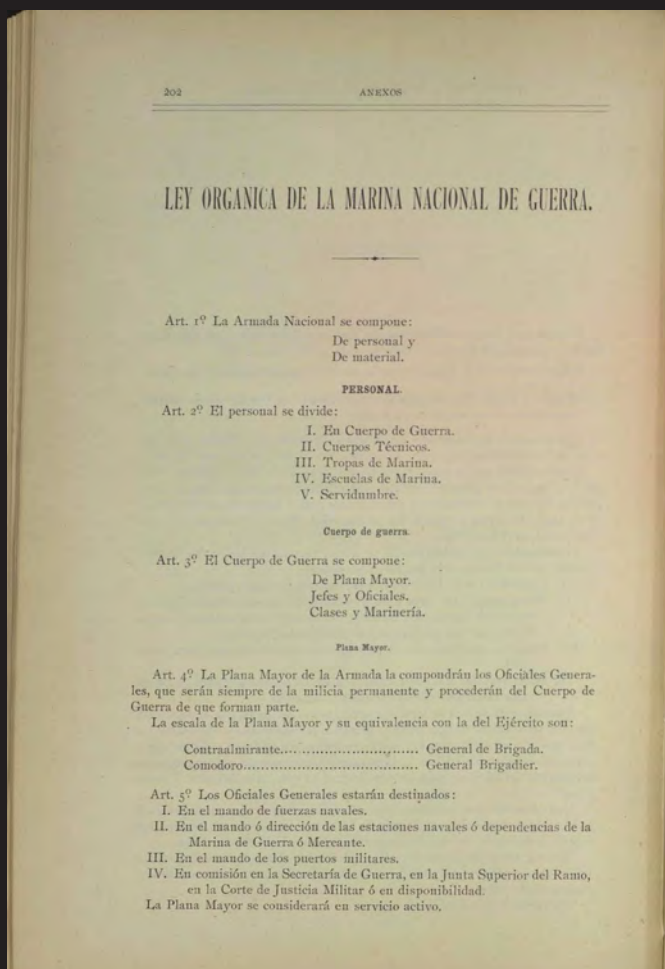 202 ANEXOS
LEY ORGANICA DE LA MARINA NACIONAL DE GUERRA.
Art. 1º La Armada Nacional se compone:
De personal y
De material.
PERSONAL.
Art. 2º El personal se divide:
I. En Cuerpo de Guerra.
II. Cuerpos Técnicos.
III. Tropas de Marina.
IV. Escuelas de Marina.
V. Servidumbre.
Cuerpo de guerra.
Art. 3º El Cuerpo de Guerra se compone:
De Plana Mayor.
Jefes y Oficiales.
Clases y Marinería.
Plana Mayor.
Art. 4º La Plana Mayor de la Armada la compondrán los Oficiales Genera-
les, que serán siempre de la milicia permanente y procederán del Cuerpo de
Guerra de que forman parte.
La escala de la Plana Mayor y su equivalencia con la del Ejército son:
Contraalmirante.................................. General de Brigada.
Comodoro...................................... General Brigadier.
Art. 5º Los Oficiales Generales estarán destinados:
I. En el mando de fuerzas navales.
II. En el mando ó dirección de las estaciones navales ó dependencias de la
Marina de Guerra ó Mercante.
III. En el mando de los puertos militares.
IV. En comisión en la Secretaría de Guerra, en la Junta Superior del Ramo,
en la Corte de Justicia Militar ó en disponibilidad.
La Plana Mayor se considerará en servicio activo.